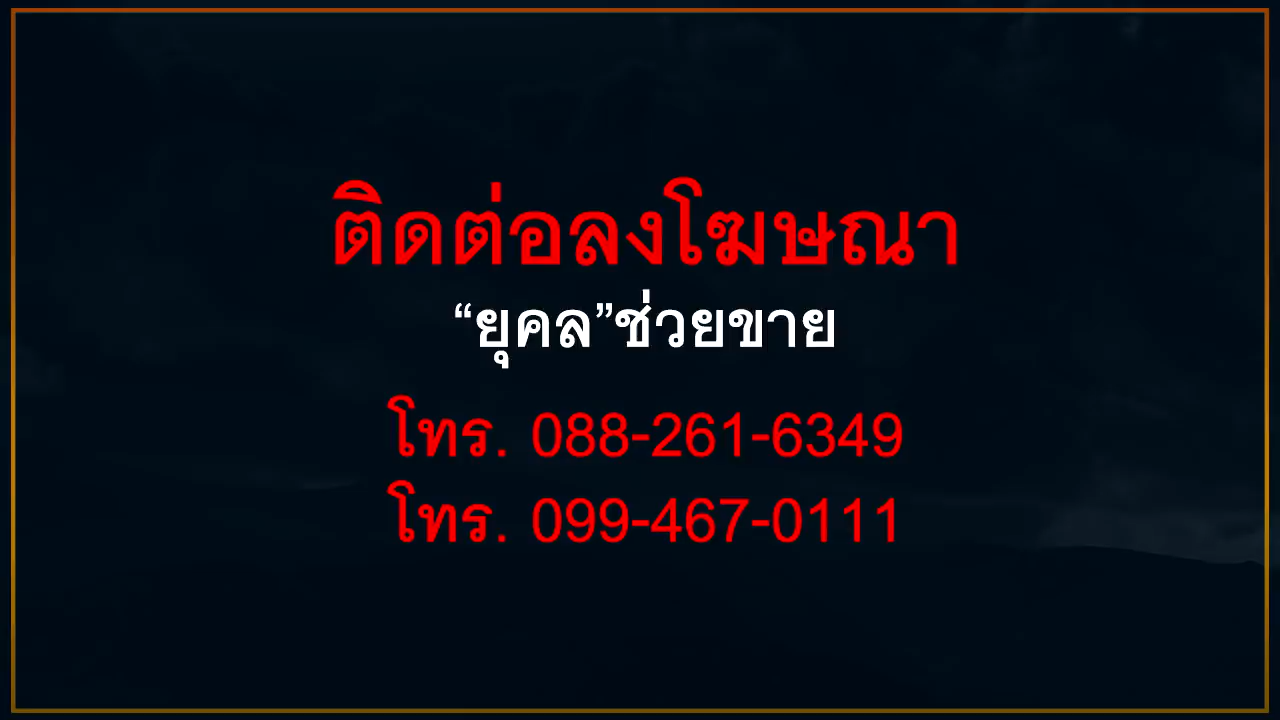 ติดต่อลงโฆษณา
“ยุคล”ช่วยขาย
โทร. 088-261-6349
โทร. 099-467-0111